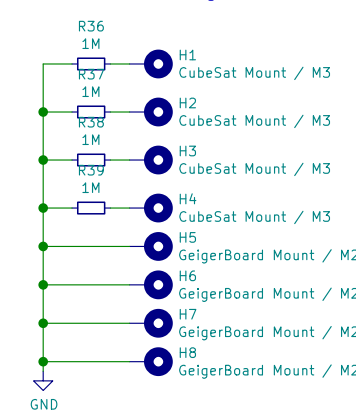 R36
1M
H1
CubeSat Mount / M3
R37
1M
H2
CubeSat Mount / M3
R38
1M
H3
CubeSat Mount / M3
R39
1M
H4
CubeSat Mount / M3
H5
GeigerBoard Mount / M2
H6
GeigerBoard Mount / M2
H7
GeigerBoard Mount / M2
H8
GeigerBoard Mount / M2
GND